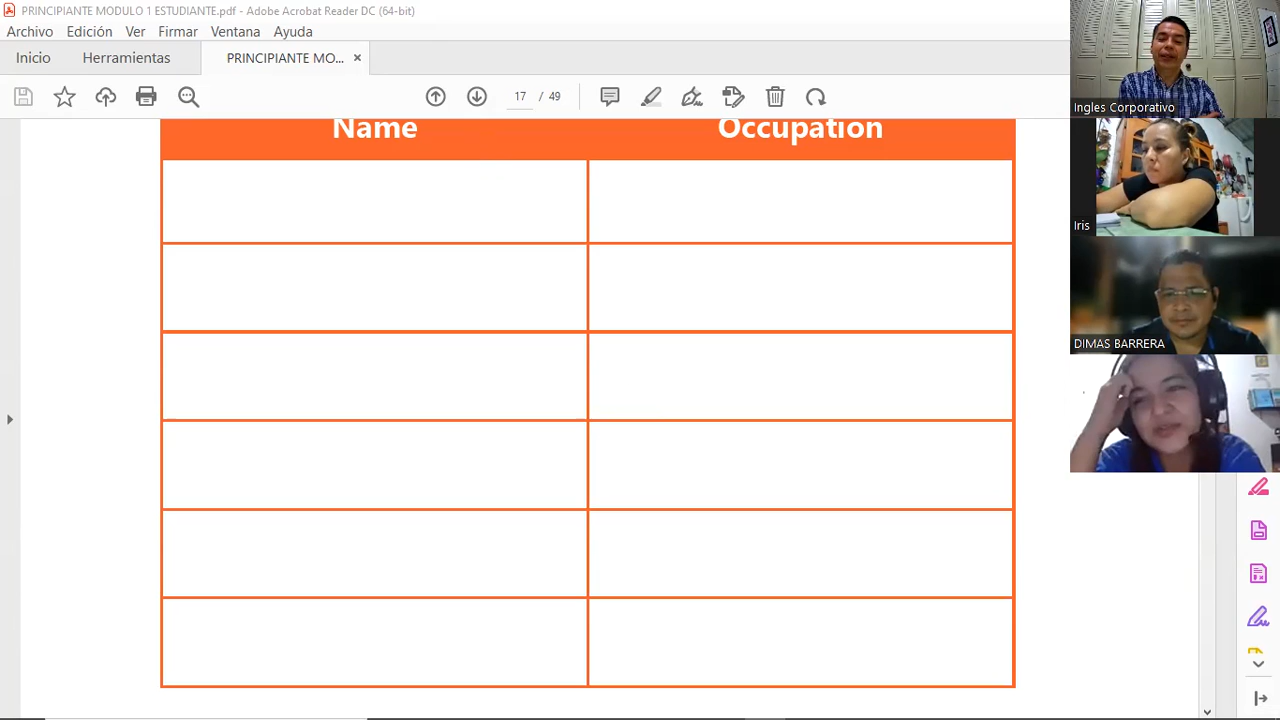 PRINCIPIANTE MODULO 1 ESTUDIANTE.pdf - Adobe Acrobat Reader DC (64-bit)
Archivo Edición Ver Firmar Ventana Ayuda
Inicio Herramientas PRINCIPIANTE MO... ×
17 / 49
Name Occupation
Ingles Corporativo
Iris
DIMAS BARRERA